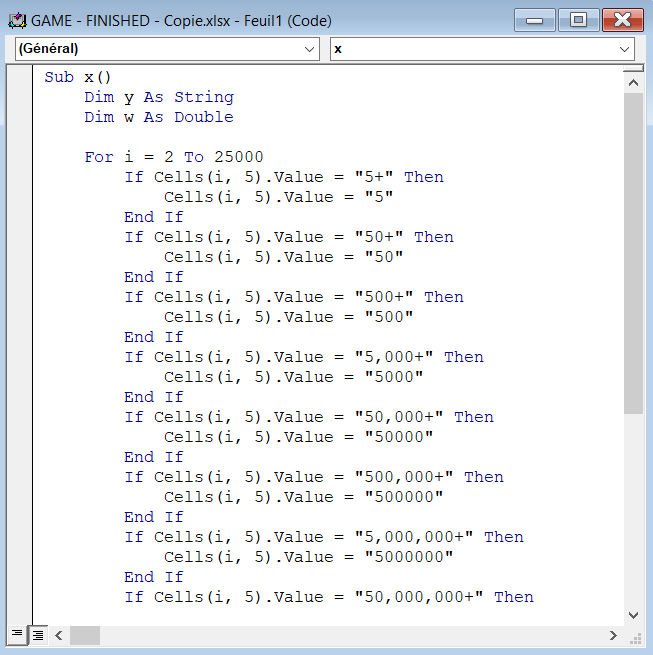 GAME - FINISHED - Copie.xlsx - Feuil1 (Code)
(Général) x
Sub x()
    Dim y As String
    Dim w As Double

    For i = 2 To 25000
        If Cells(i, 5).Value = "5+" Then
            Cells(i, 5).Value = "5"
        End If
        If Cells(i, 5).Value = "50+" Then
            Cells(i, 5).Value = "50"
        End If
        If Cells(i, 5).Value = "500+" Then
            Cells(i, 5).Value = "500"
        End If
        If Cells(i, 5).Value = "5,000+" Then
            Cells(i, 5).Value = "5000"
        End If
        If Cells(i, 5).Value = "50,000+" Then
            Cells(i, 5).Value = "50000"
        End If
        If Cells(i, 5).Value = "500,000+" Then
            Cells(i, 5).Value = "500000"
        End If
        If Cells(i, 5).Value = "5,000,000+" Then
            Cells(i, 5).Value = "5000000"
        End If
        If Cells(i, 5).Value = "50,000,000+" Then